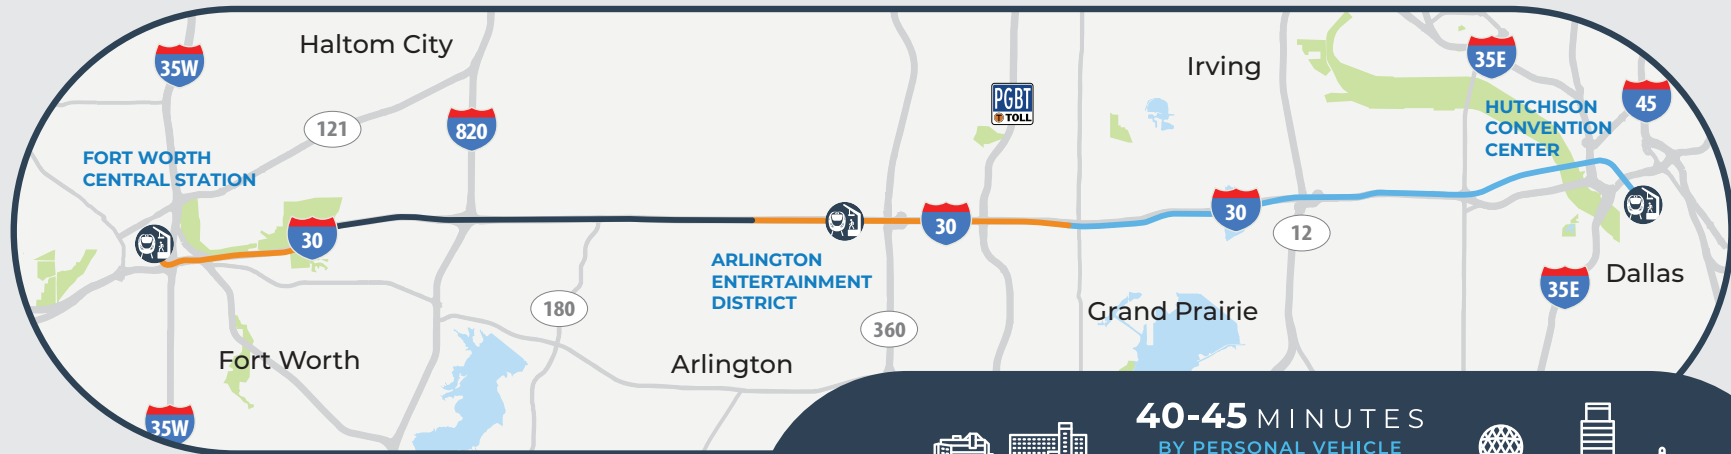 Haltom City
35W
121
820
FORT WORTH
CENTRAL STATION
30
Fort Worth
35W
180
ARLINGTON
ENTERTAINMENT
DISTRICT
Arlington
360
30
PGBT
TOLL
Irving
30
12
Grand Prairie
35E
45
HUTCHISON
CONVENTION
CENTER
35E
Dallas
40-45 MINUTES
BY PERSONAL VEHICLE